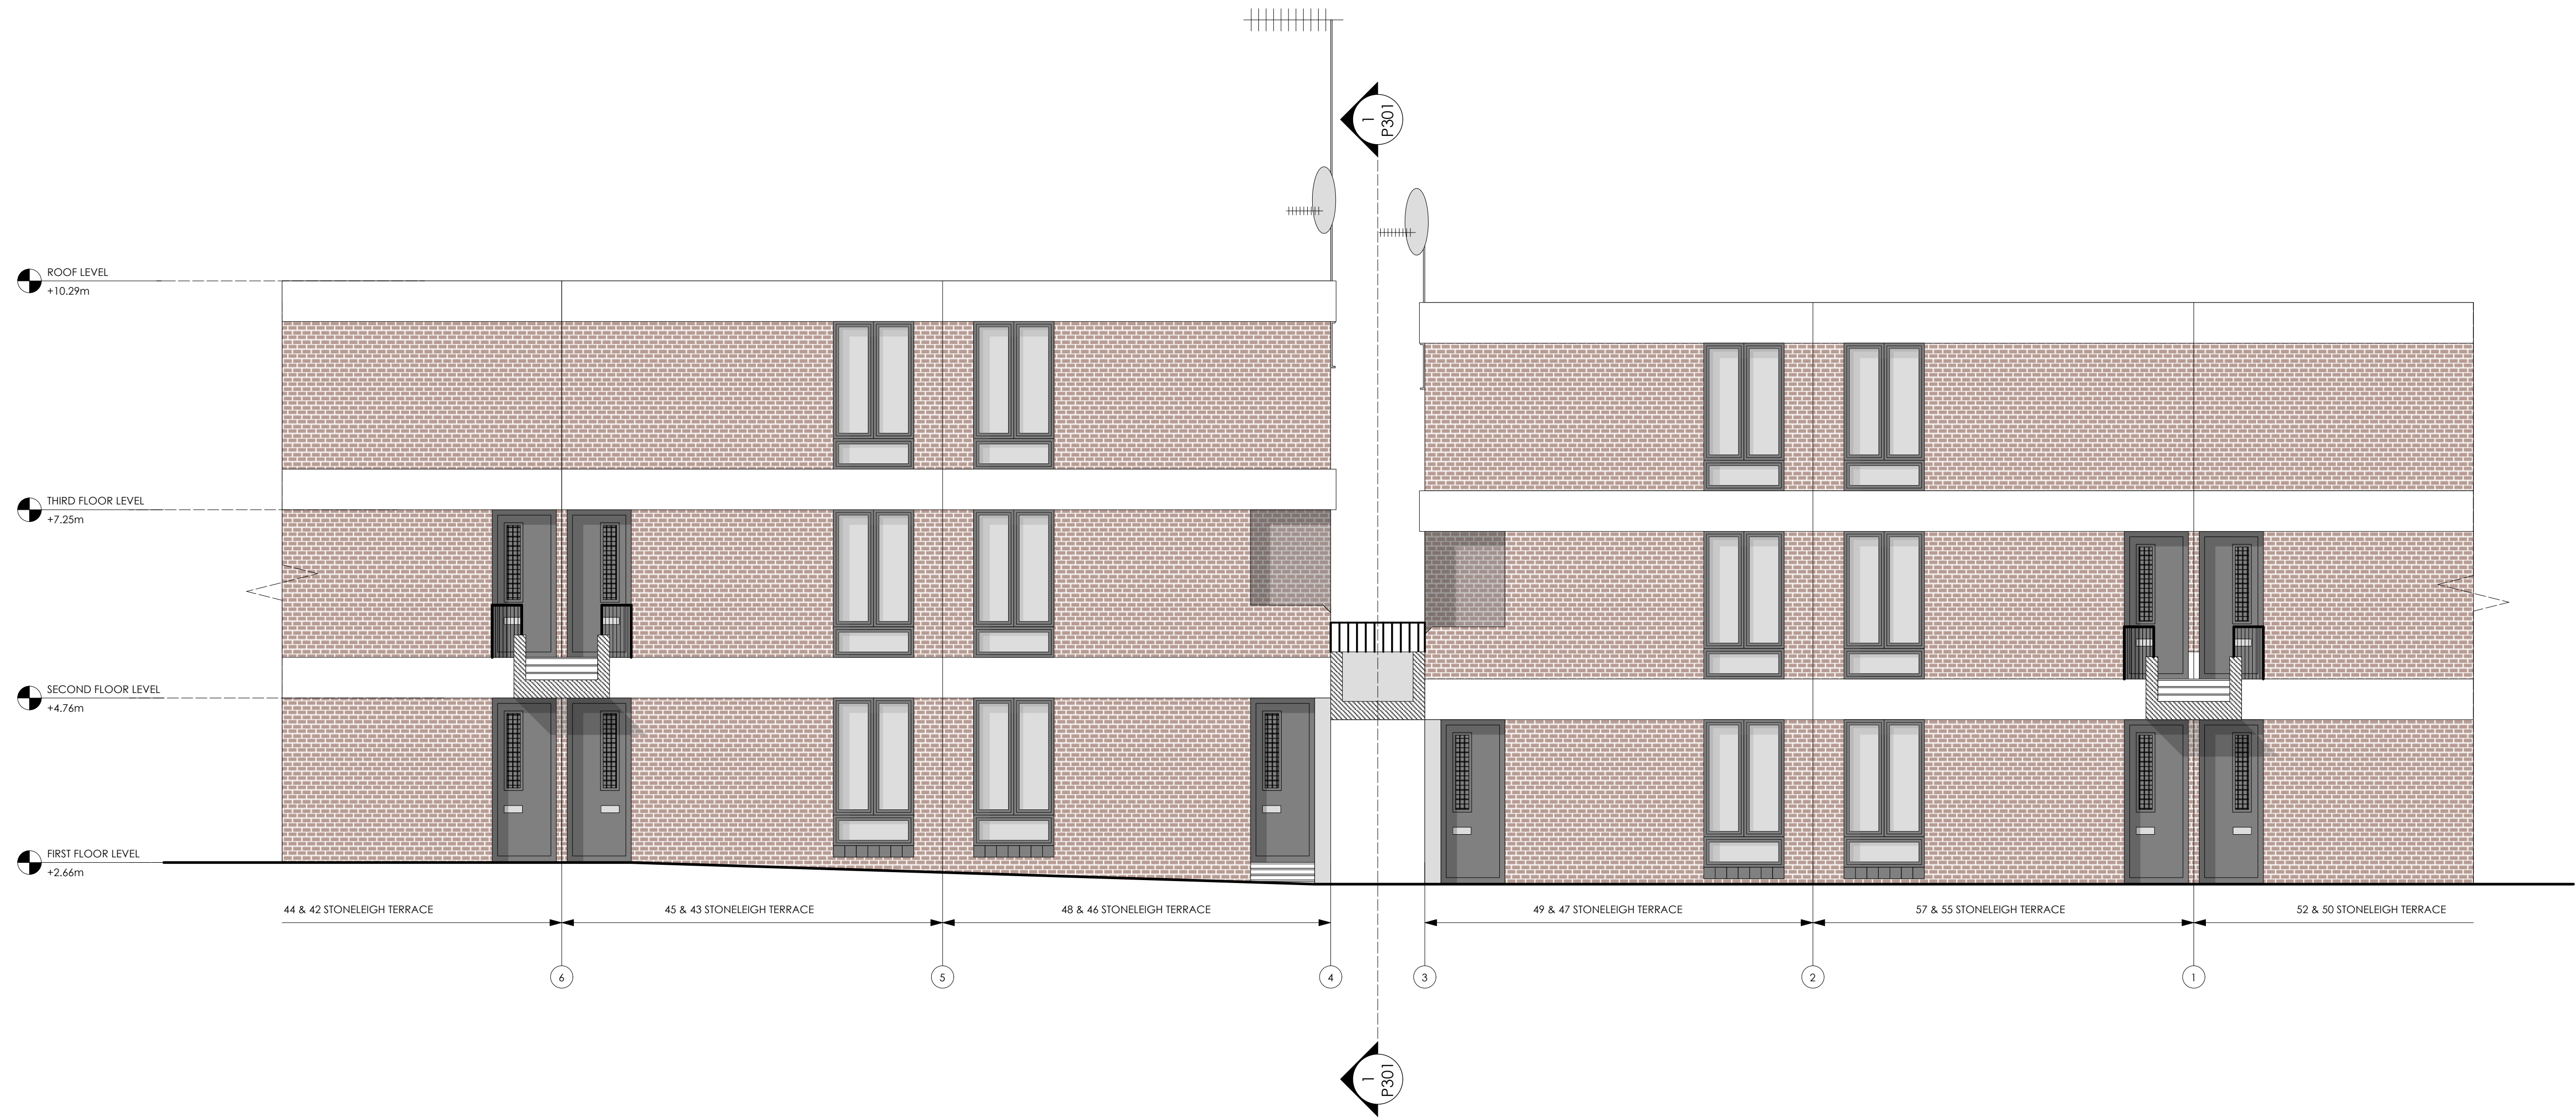 1
P301
ROOF LEVEL
+10.29m
THIRD FLOOR LEVEL
+7.25m
SECOND FLOOR LEVEL
+4.76m
FIRST FLOOR LEVEL
+2.66m
44 & 42 STONELEIGH TERRACE
45 & 43 STONELEIGH TERRACE
48 & 46 STONELEIGH TERRACE
49 & 47 STONELEIGH TERRACE
57 & 55 STONELEIGH TERRACE
52 & 50 STONELEIGH TERRACE
6
5
4
3
2
1
1
P301